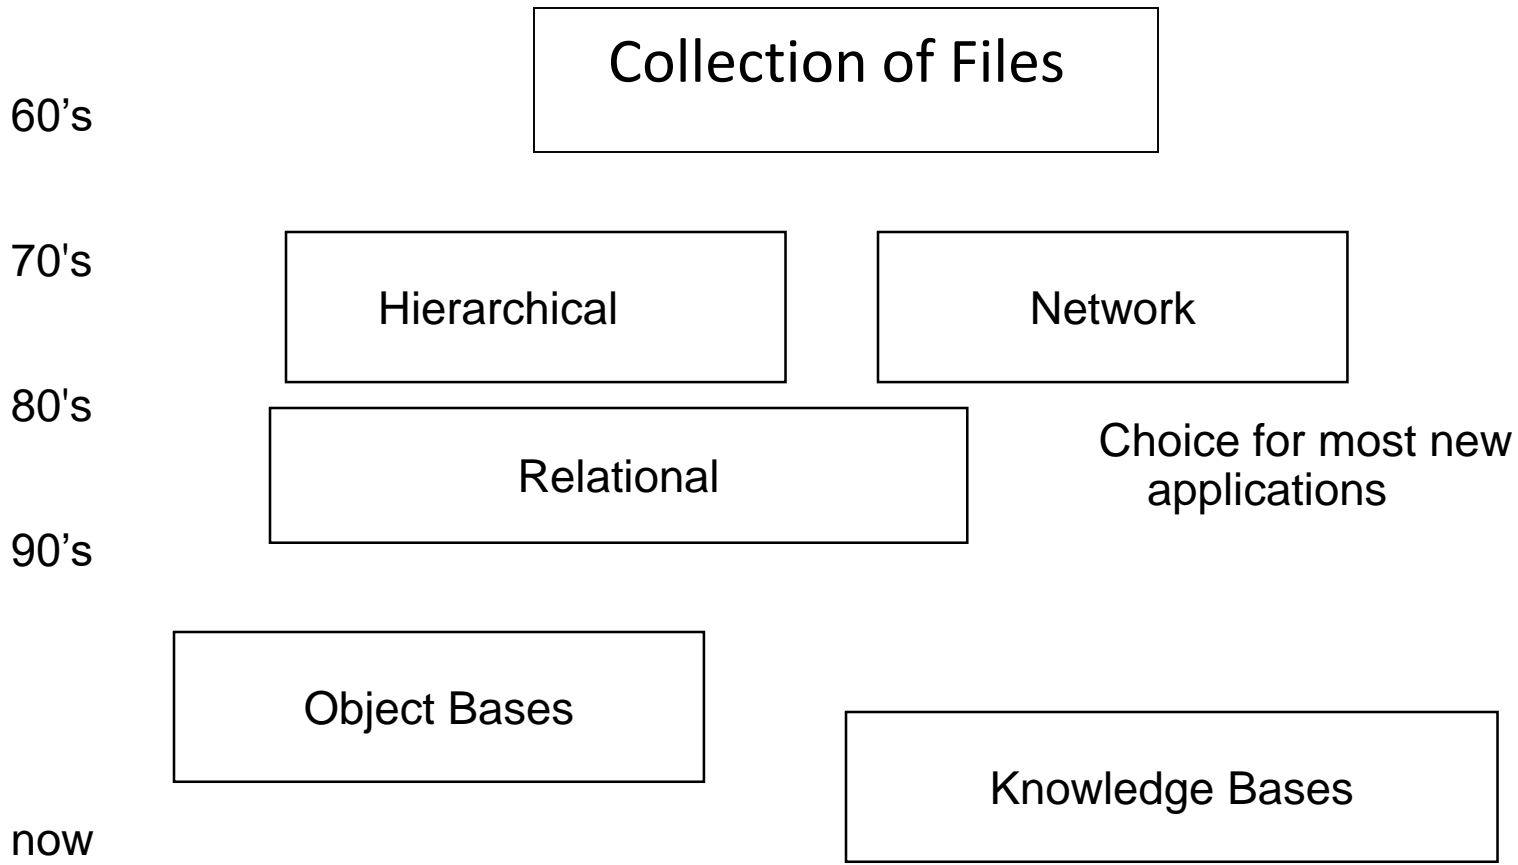 Collection of Files
60’s
70's
Hierarchical
Network
80's
Choice for most new
applications
Relational
90’s
Object Bases
Knowledge Bases
now